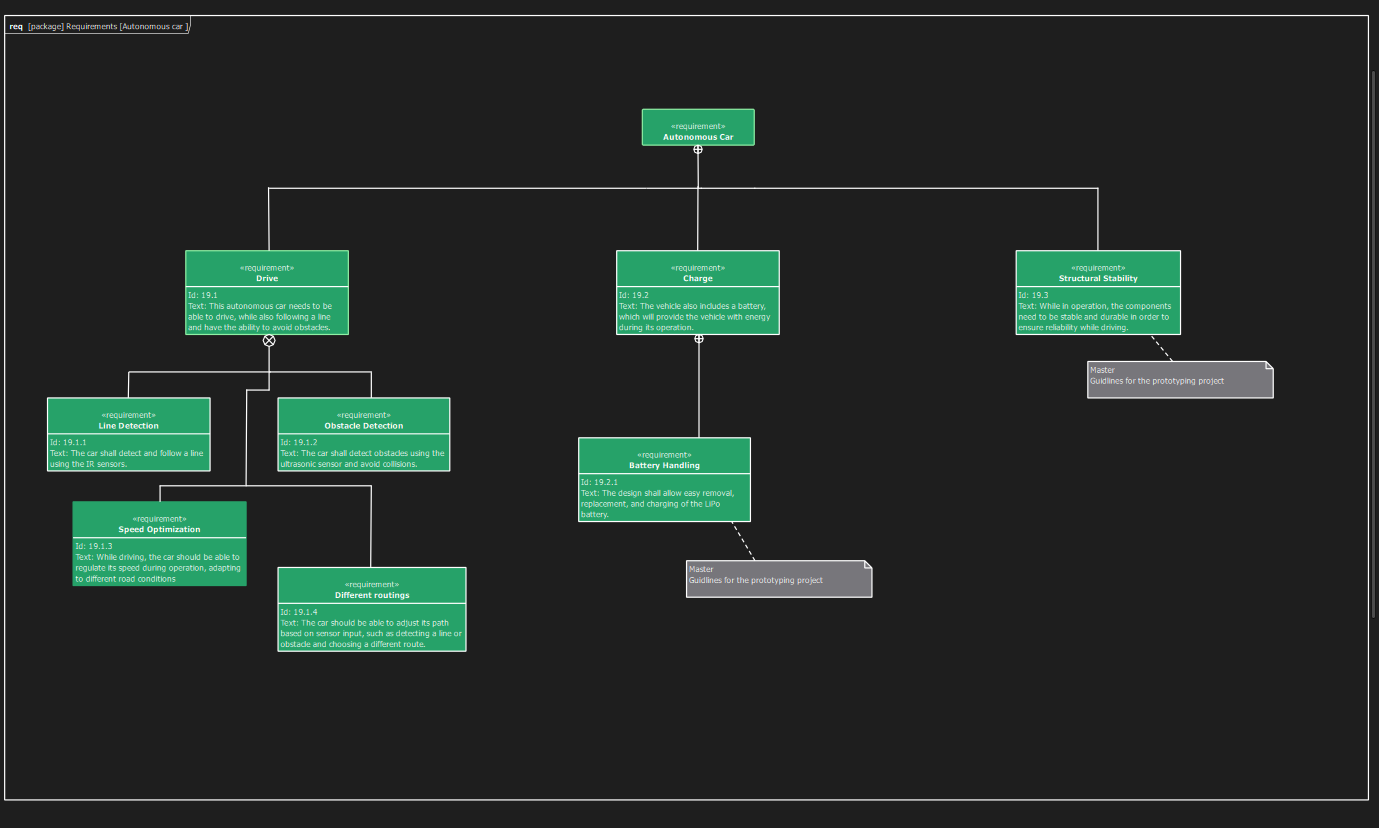 req [package] Requirements [Autonomous car ]
«requirement»
Autonomous Car
«requirement»
Drive
Id: 19.1
Text: This autonomous car needs to be
able to drive, while also following a line
and have the ability to avoid obstacles.
«requirement»
Charge
Id: 19.2
Text: The vehicle also includes a battery,
which will provide the vehicle with energy
during its operation.
«requirement»
Structural Stability
Id: 19.3
Text: While in operation, the components
need to be stable and durable in order to
ensure reliability while driving.
Master
Guidlines for the prototyping project
«requirement»
Line Detection
Id: 19.1.1
Text: The car shall detect and follow a line
using the IR sensors.
«requirement»
Obstacle Detection
Id: 19.1.2
Text: The car shall detect obstacles using the
ultrasonic sensor and avoid collisions.
«requirement»
Battery Handling
Id: 19.2.1
Text: The design shall allow easy removal,
replacement, and charging of the LiPo
battery.
«requirement»
Speed Optimization
Id: 19.1.3
Text: While driving, the car should be able to
regulate its speed during operation, adapting
to different road conditions
Master
Guidlines for the prototyping project
«requirement»
Different routings
Id: 19.1.4
Text: The car should be able to adjust its path
based on sensor input, such as detecting a line or
obstacle and choosing a different route.